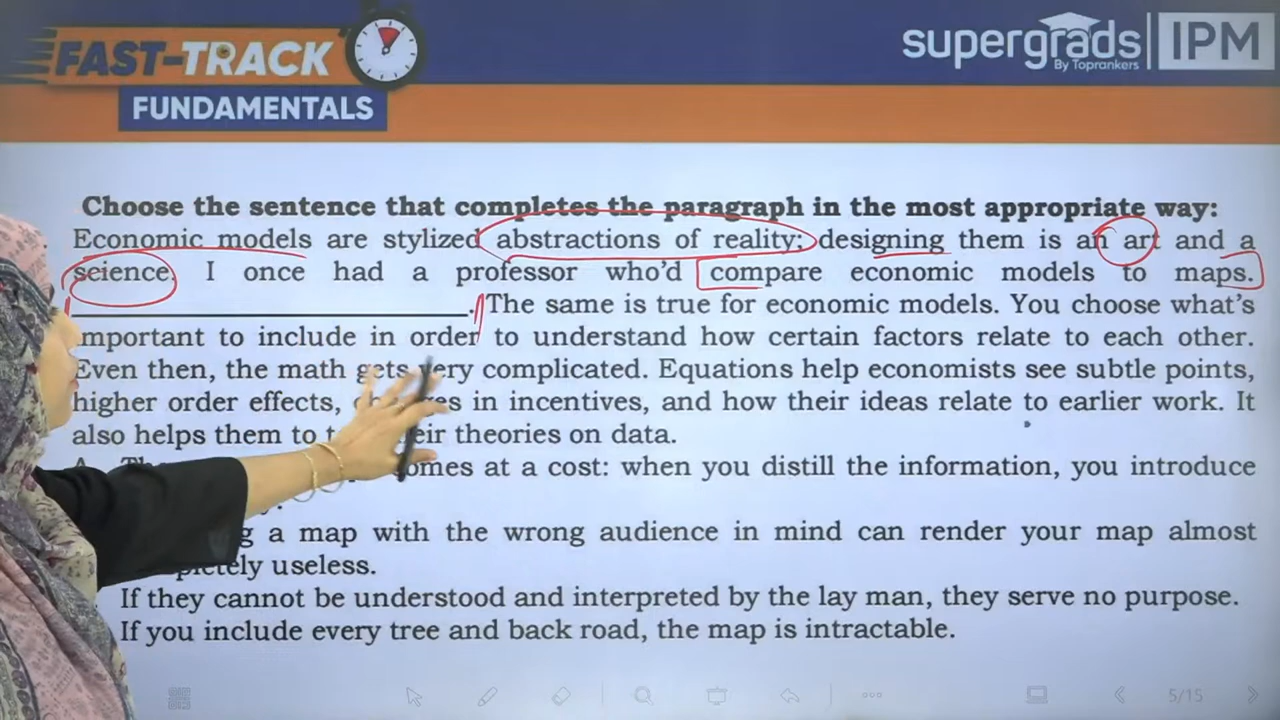 FAST-TRACK
FUNDAMENTALS
supergrads IPM
By Toprankers
Choose the sentence that completes the paragraph in the most appropriate way:
Economic models are stylized abstractions of reality; designing them is an art and a
science. I once had a professor who'd compare economic models to maps.
____________________. The same is true for economic models. You choose what's
important to include in order to understand how certain factors relate to each other.
Even then, the math gets very complicated. Equations help economists see subtle points,
higher order effects, in incentives, and how their ideas relate to earlier work. It
also helps them to their theories on data.
comes at a cost: when you distill the information, you introduce
a map with the wrong audience in mind can render your map almost
completely useless.
If they cannot be understood and interpreted by the lay man, they serve no purpose.
If you include every tree and back road, the map is intractable.
5/15